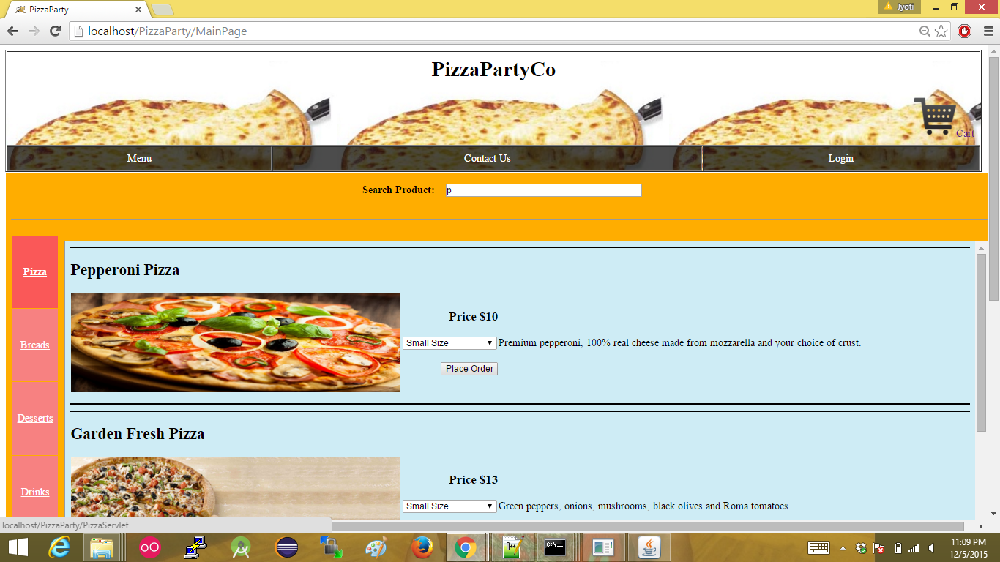 PizzaParty
Jyoti
localhost/PizzaParty/MainPage
PizzaPartyCo
Cart
Menu
Contact Us
Login
Search Product:
p
Pizza
Breads
Desserts
Drinks
Pepperoni Pizza
Price $10
Small Size
Premium pepperoni, 100% real cheese made from mozzarella and your choice of crust.
Place Order
Garden Fresh Pizza
Price $13
Small Size
Green peppers, onions, mushrooms, black olives and Roma tomatoes
localhost/PizzaParty/PizzaServlet
11:09 PM
12/5/2015